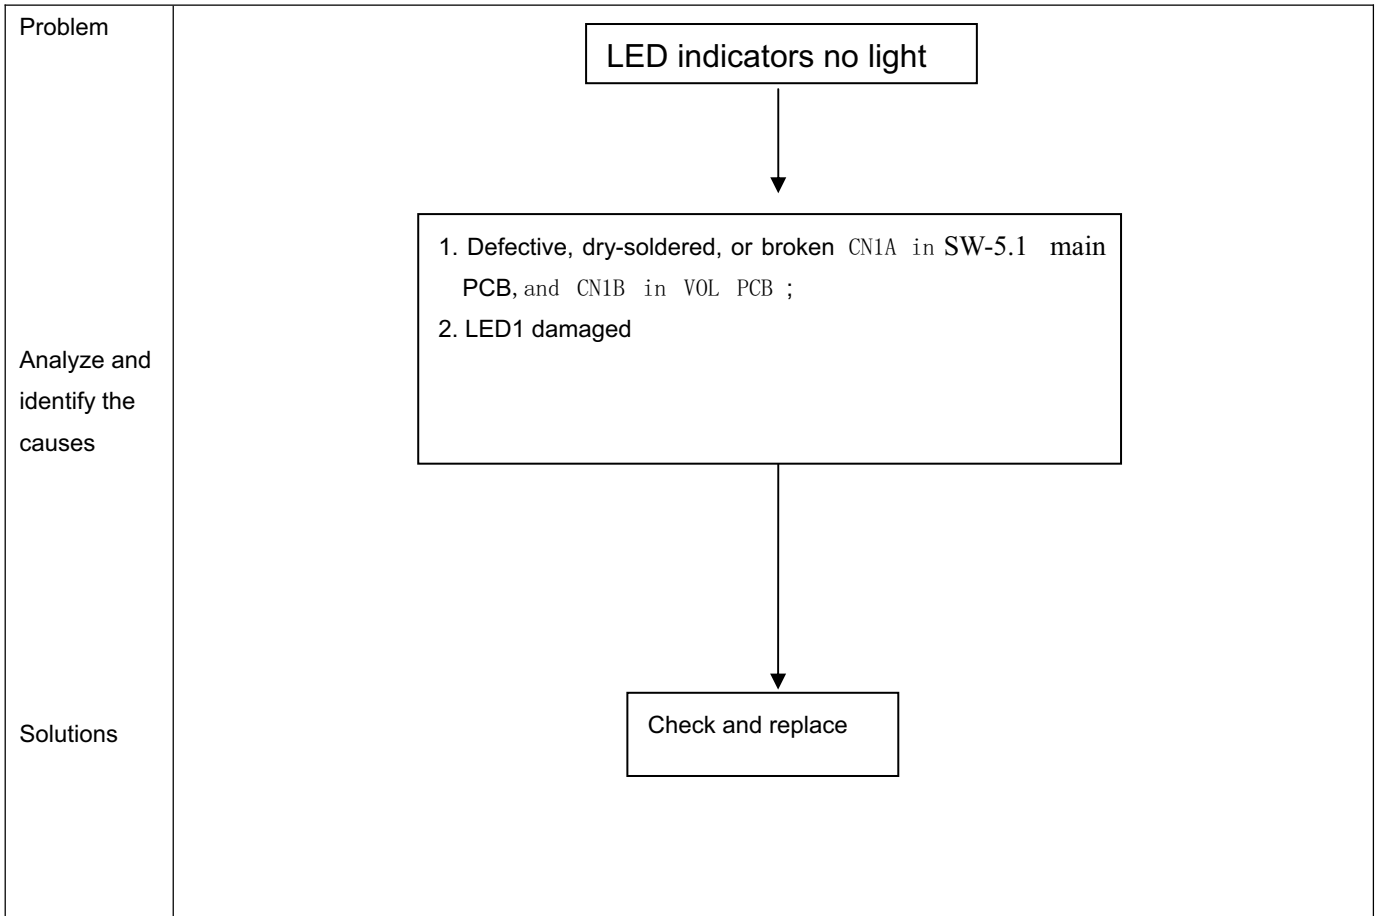 Problem
LED indicators no light
1. Defective, dry-soldered, or broken CN1A in SW-5.1 main
PCB, and CN1B in VOL PCB ;
2. LED1 damaged
Analyze and
identify the
causes
Solutions
Check and replace